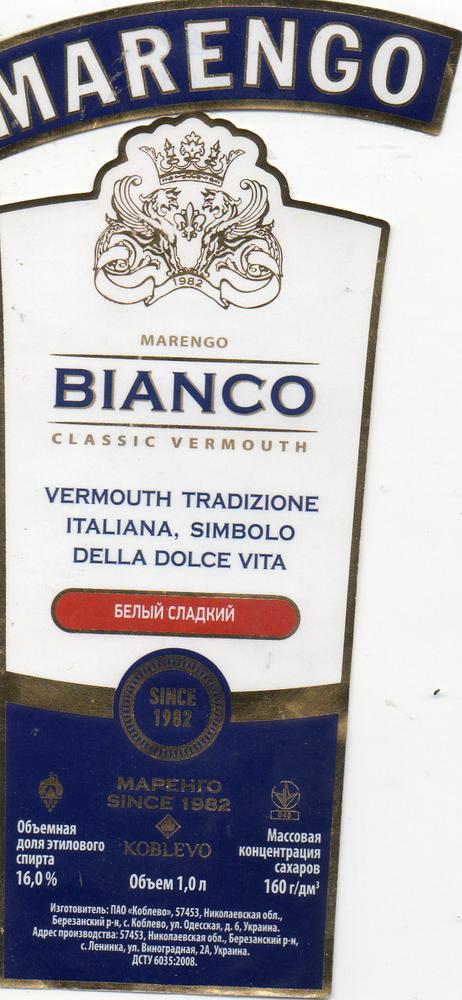 MARENGO
1982
MARENGO
BIANCO
CLASSIC VERMOUTH
VERMOUTH TRADIZIONE
ITALIANA, SIMBOLO
DELLA DOLCE VITA
БЕЛЫЙ СЛАДКИЙ
SINCE
1982
МАРЕНГО
SINCE 1982
KOBLEVO
Объемная
доля этилового
спирта
16,0 %
Объем 1,0 л
046
Массовая
концентрация
сахаров
160 г/дм³
Изготовитель: ПАО «Коблево», 57453, Николаевская обл.,
Березанский р-н, с. Коблево, ул. Одесская, д. 6, Украина.
Адрес производства: 57453, Николаевская обл., Березанский р-н,
с. Ленинка, ул. Виноградная, 2А, Украина.
ДСТУ 6035:2008.